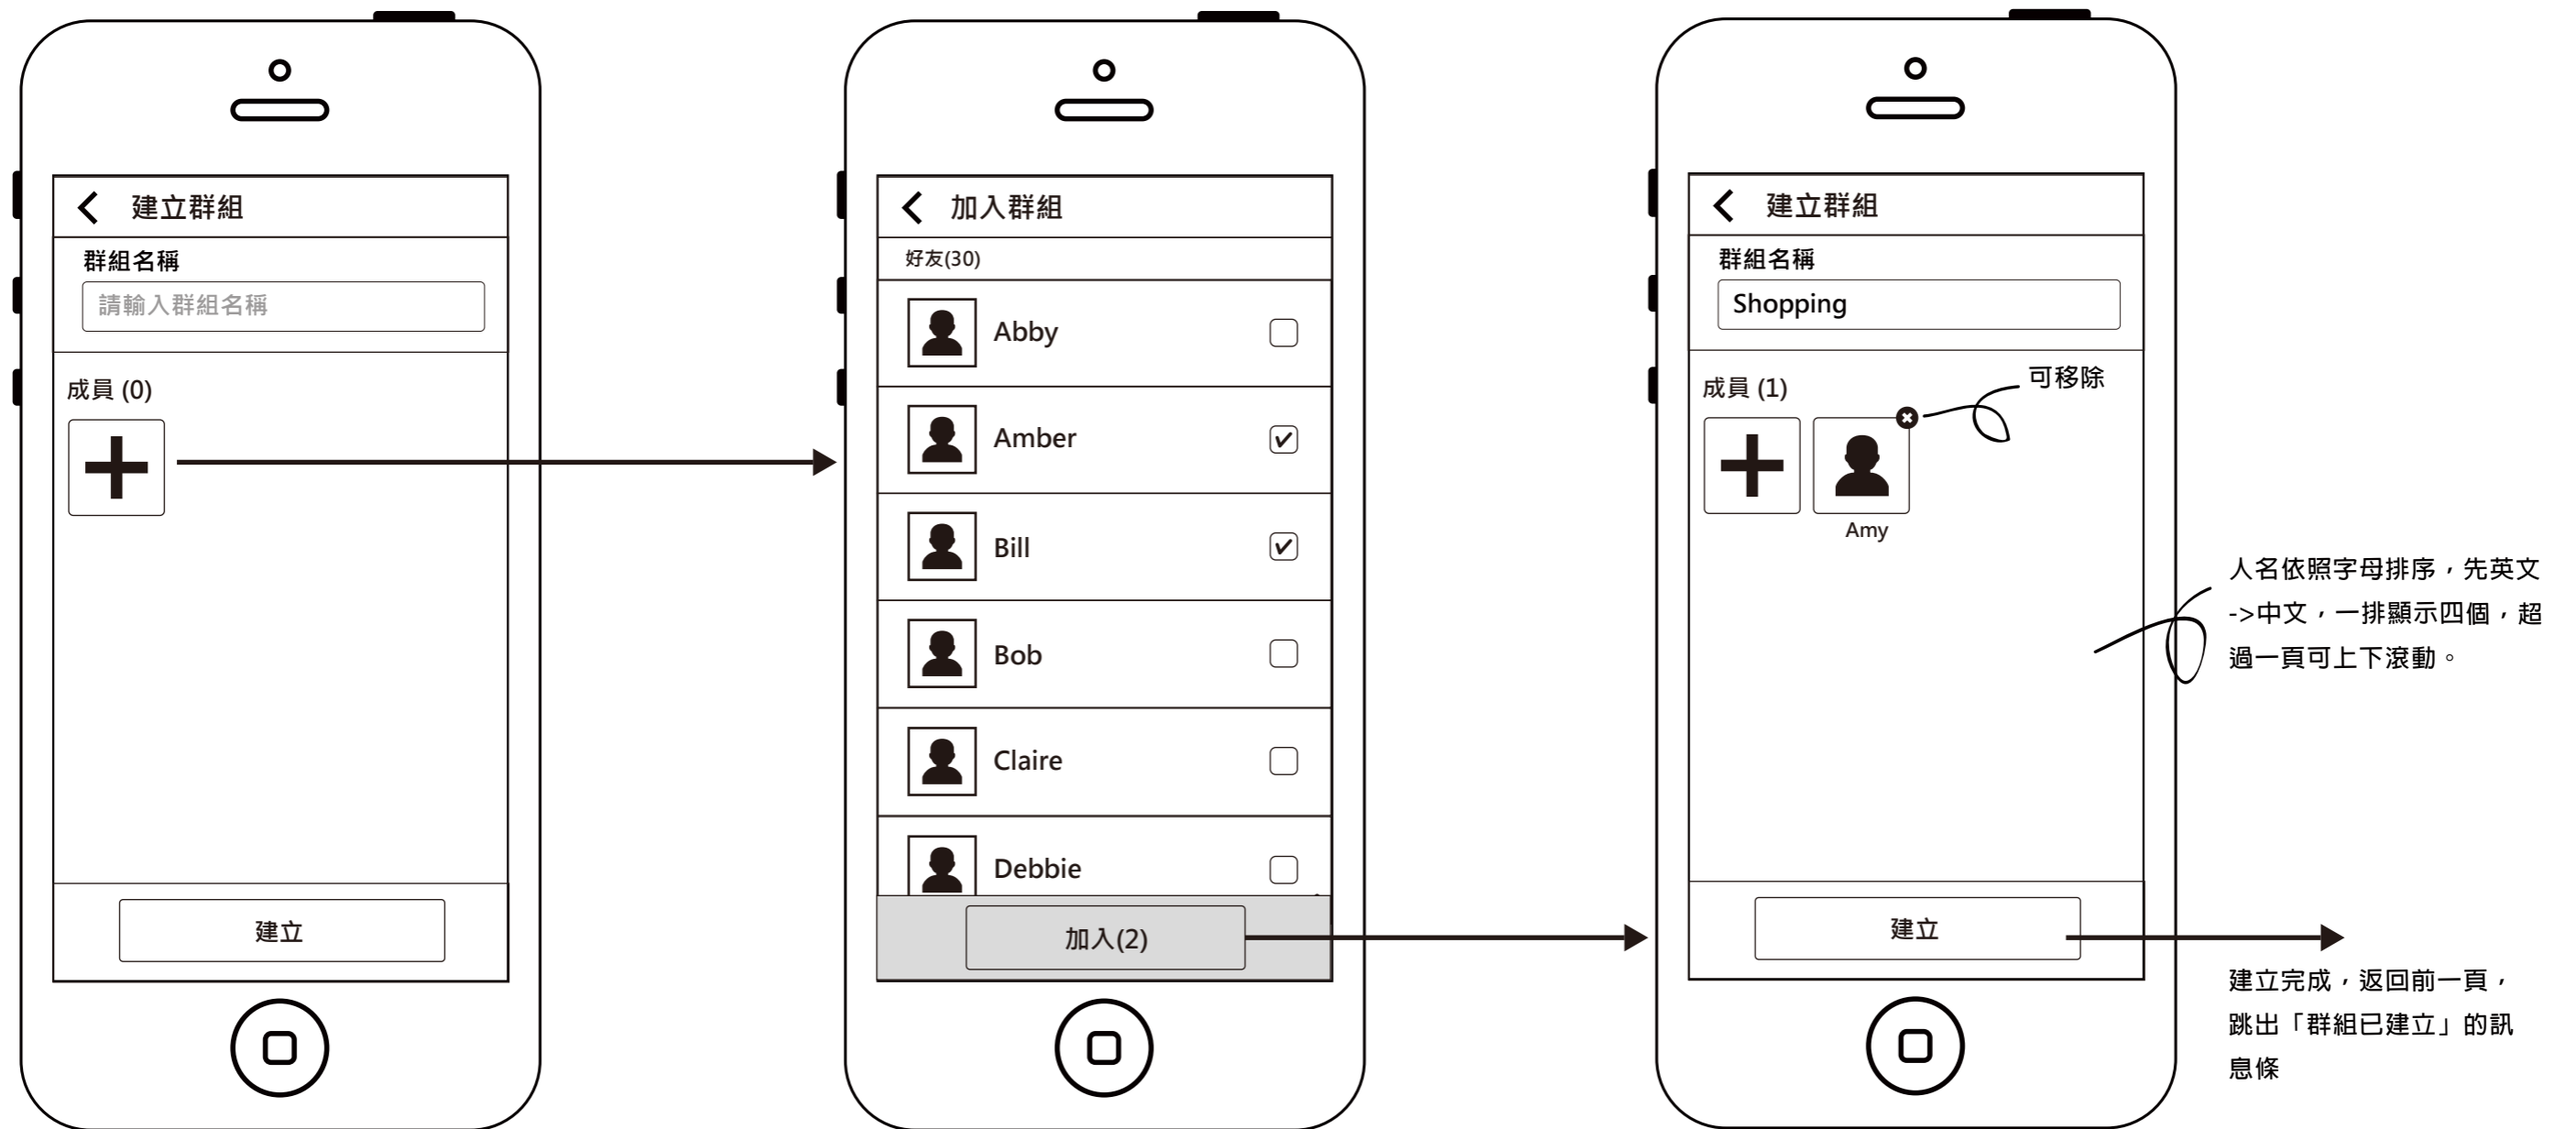 建立群組
群組名稱
請輸入群組名稱
成員 (0)
建立
加入群組
好友(30)
Abby
Amber
Bill
Bob
Claire
Debbie
加入(2)
建立群組
群組名稱
Shopping
成員 (1)
可移除
Amy
建立
人名依照字母排序，先英文
->中文，一排顯示四個，超
過一頁可上下滾動。
建立完成，返回前一頁，
跳出「群組已建立」的訊
息條